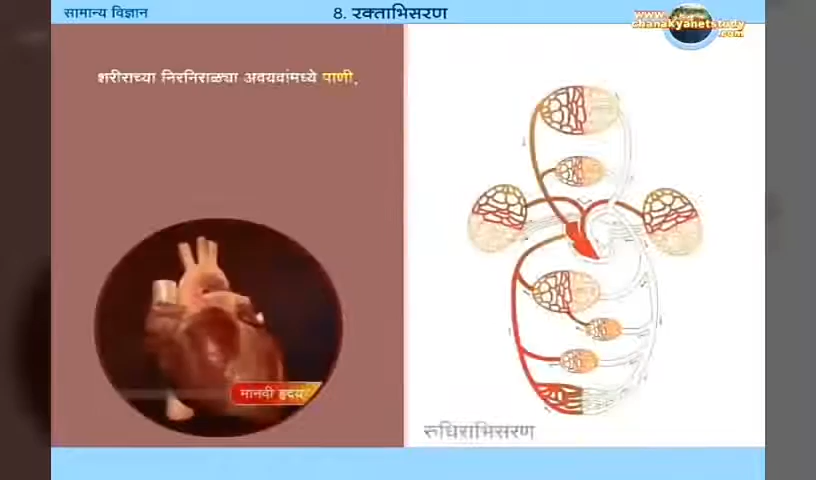 सामान्य विज्ञान
8. रक्ताभिसरण
www.
chanakyanetstudy
.com
शरीराच्या निरनिराळ्या अवयवांमध्ये पाणी,
मानवी हृदय
रुधिराभिसरण